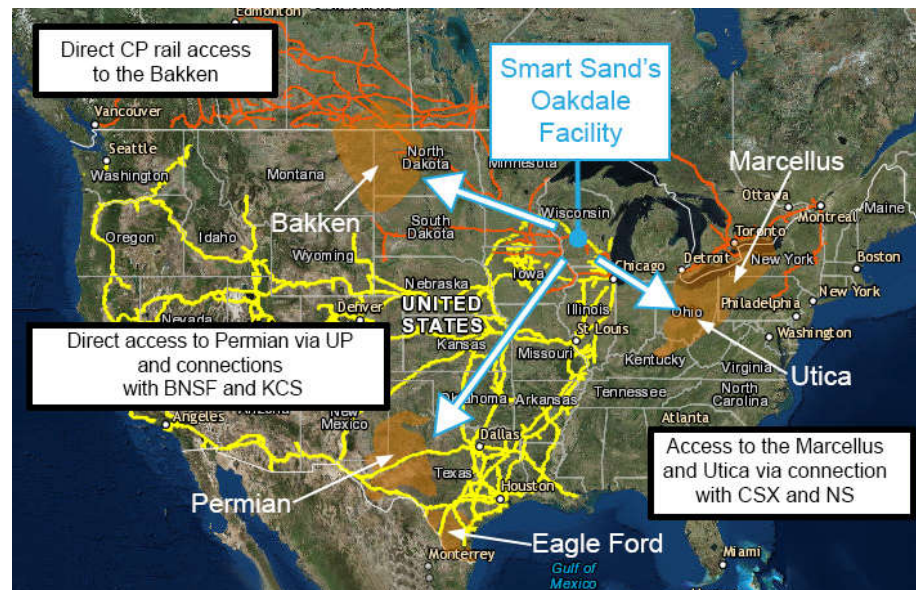 Edmonton
Direct CP rail access
to the Bakken
Smart Sand's
Oakdale
Facility
Vancouver
Seattle
Washington
Montana
North
Dakota
Minnesota
Marcellus
Ottawa
Montreal
Maine
Bakken
Wisconsin
Toronto
Oregon
Idaho
South
Dakota
Wyoming
Iowa
Chicago
Detroit
New York
Boston
Nebraska
UNITED
STATES
Illinois
Ohio
Philadelphia
New York
Nevada
Denver
St Louis
Washington
Direct access to Permian via UP
and connections
with BNSF and KCS
Kansas
Missouri
Kentucky
Virginia
Utica
Oklahoma
Arkansas
Tennessee
North
Carolina
Angeles
New
Mexico
Atlanta
Dallas
Access to the Marcellus
and Utica via connection
with CSX and NS
Texas
Permian
Houston
Eagle Ford
Monterrey
Gulf of
Mexico
Miami